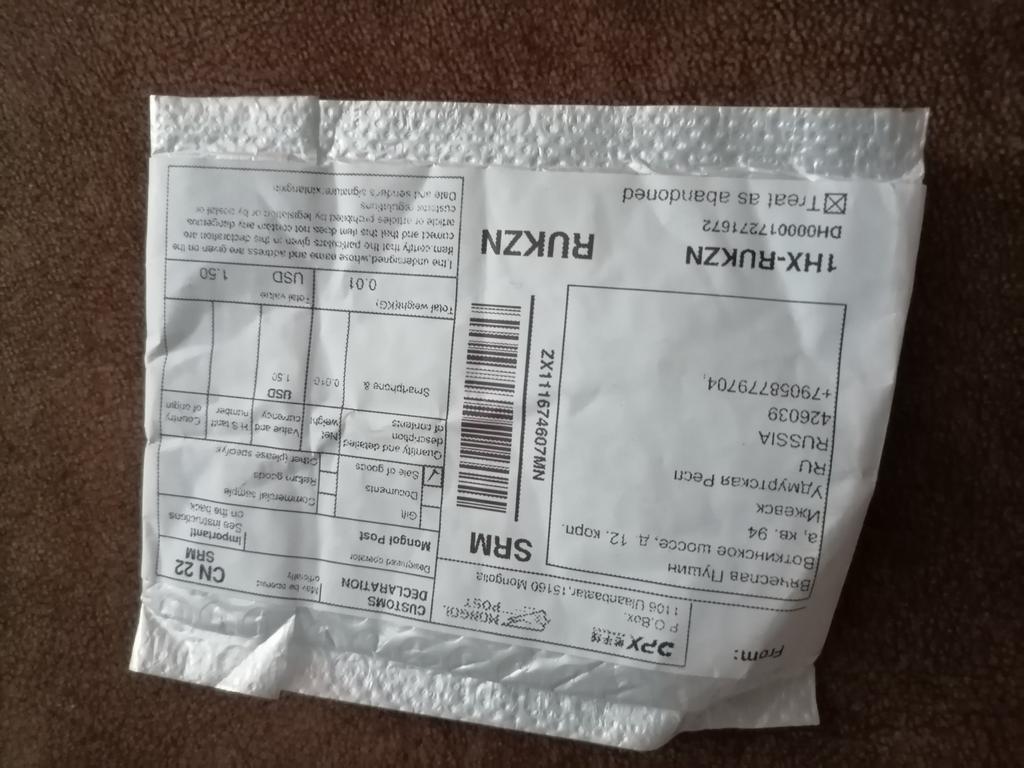 From:
DPX
P.O.Box.
1106 Ulaanbaatar, 15160 Mongolia
MONGOL
POST
Вячеслав Пушин
Воткинское шоссе, д. 12. корп.
а, кв. 94
Ижевск
Удмуртская Респ
RU
RUSSIA
426039
+79058779704,
SRM
ZX111674607MN
1HX-RUKZN
RUKZN
DH0000017271672
Treat as abandoned
CUSTOMS
DECLARATION
May be opened
officially
CN 22
SRM
Designated operator
Mongol Post
Important!
See instructions
on the back
Gift
Commercial sample
Documents
Return goods
Sale of goods
Other (please specify):
Quantity and detailed
description
of contents
Net
weight
Value and
currency
H S tariff
number
Country
of origin
Smartphone &
0.010
USD
1.50
Total weight(KG)
Total value
0.01
USD
1.50
I,the undersigned,whose name and address are given on the
item,certify that the particulars given in this declaration are
correct and that this item does not contain any dangerous
article or articles prohibited by legislation or by postal or
customs regulations
Date and sender's signature: